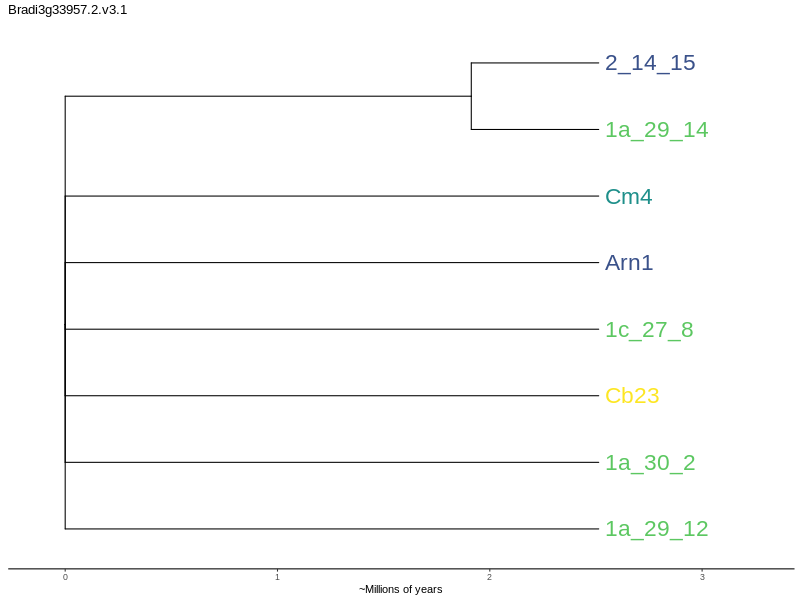 Bradi3g33957.2.v3.1
2_14_15
1a_29_14
Cm4
Arn1
1c_27_8
Cb23
1a_30_2
1a_29_12
0 1 2 3
~Millions of years